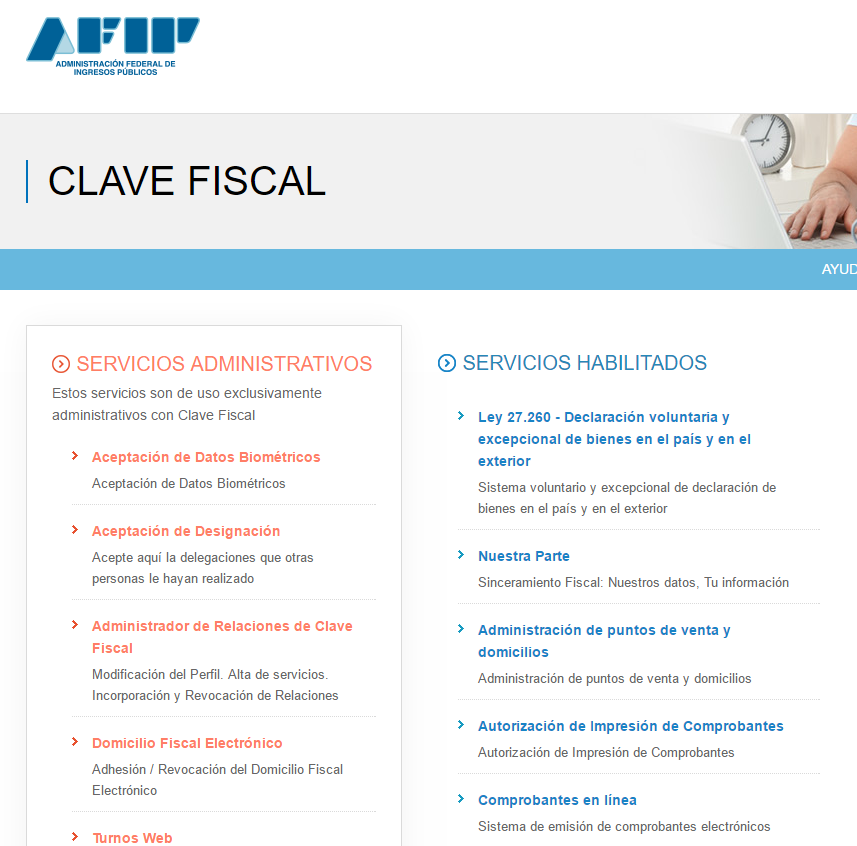 AFIP
ADMINISTRACIÓN FEDERAL DE
INGRESOS PÚBLICOS
CLAVE FISCAL
AYUD
SERVICIOS ADMINISTRATIVOS
Estos servicios son de uso exclusivamente
administrativos con Clave Fiscal
Aceptación de Datos Biométricos
Aceptación de Datos Biométricos
Aceptación de Designación
Acepte aquí la delegaciones que otras
personas le hayan realizado
Administrador de Relaciones de Clave
Fiscal
Modificación del Perfil. Alta de servicios.
Incorporación y Revocación de Relaciones
Domicilio Fiscal Electrónico
Adhesión / Revocación del Domicilio Fiscal
Electrónico
Turnos Web
SERVICIOS HABILITADOS
Ley 27.260 - Declaración voluntaria y
excepcional de bienes en el país y en el
exterior
Sistema voluntario y excepcional de declaración de
bienes en el país y en el exterior
Nuestra Parte
Sinceramiento Fiscal: Nuestros datos, Tu información
Administración de puntos de venta y
domicilios
Administración de puntos de venta y domicilios
Autorización de Impresión de Comprobantes
Autorización de Impresión de Comprobantes
Comprobantes en línea
Sistema de emisión de comprobantes electrónicos